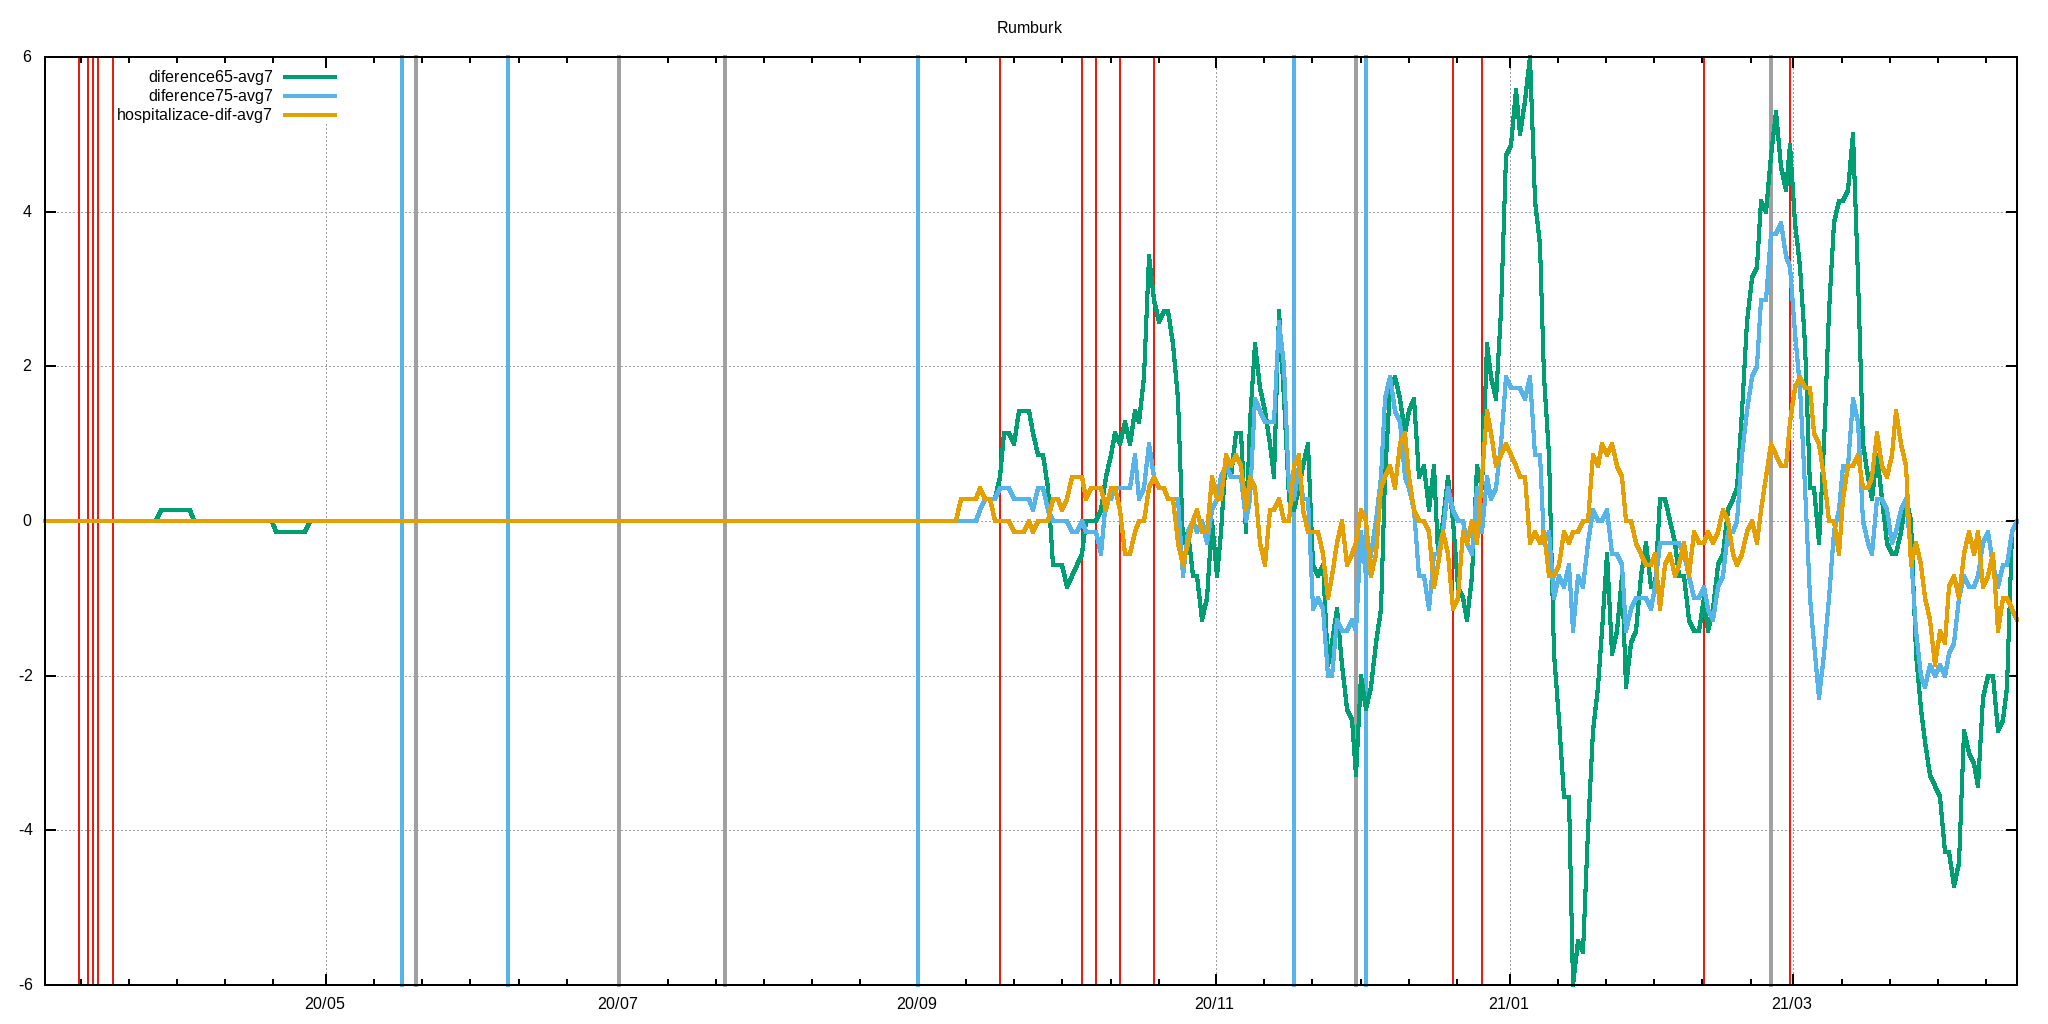 Rumburk
diference65-avg7
diference75-avg7
hospitalizace-dif-avg7
6
4
2
0
-2
-4
-6
20/05 20/07 20/09 20/11 21/01 21/03